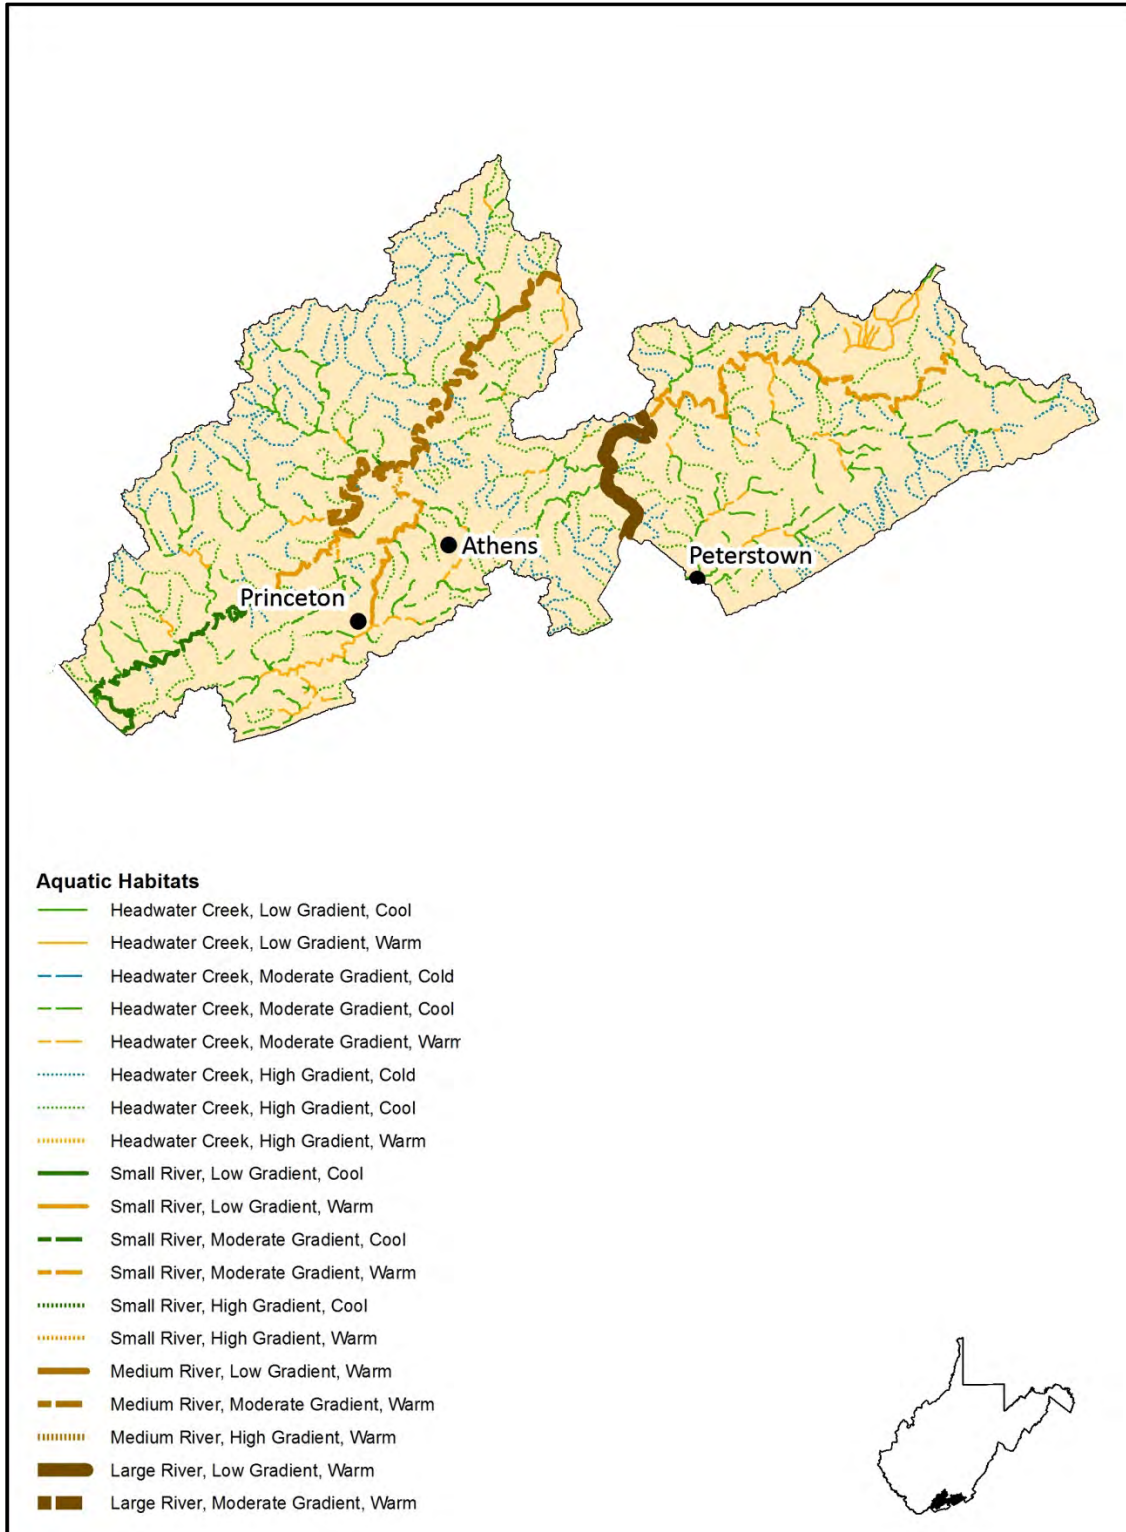 Athens
Peterstown
Princeton
Aquatic Habitats
Headwater Creek, Low Gradient, Cool
Headwater Creek, Low Gradient, Warm
Headwater Creek, Moderate Gradient, Cold
Headwater Creek, Moderate Gradient, Cool
Headwater Creek, Moderate Gradient, Warm
Headwater Creek, High Gradient, Cold
Headwater Creek, High Gradient, Cool
Headwater Creek, High Gradient, Warm
Small River, Low Gradient, Cool
Small River, Low Gradient, Warm
Small River, Moderate Gradient, Cool
Small River, Moderate Gradient, Warm
Small River, High Gradient, Cool
Small River, High Gradient, Warm
Medium River, Low Gradient, Warm
Medium River, Moderate Gradient, Warm
Medium River, High Gradient, Warm
Large River, Low Gradient, Warm
Large River, Moderate Gradient, Warm